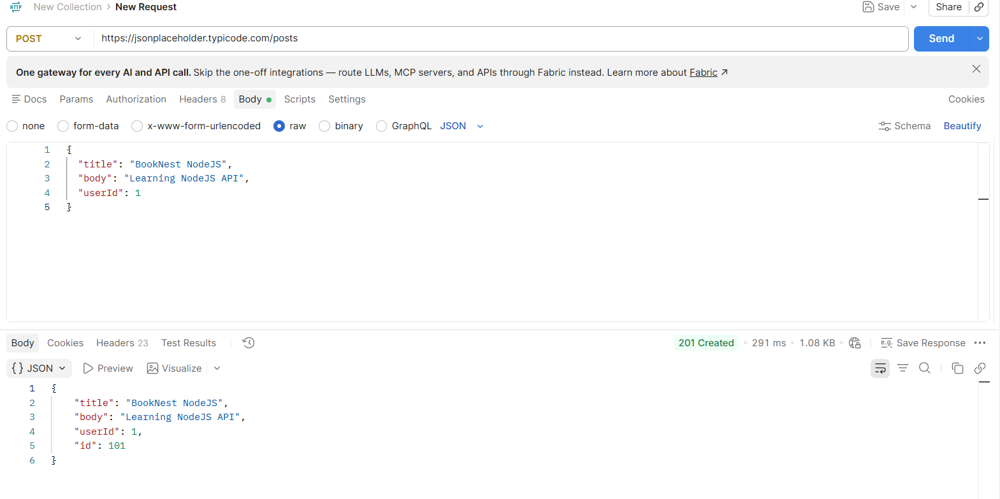 HTTP New Collection > New Request Save Share
POST https://jsonplaceholder.typicode.com/posts Send
One gateway for every AI and API call. Skip the one-off integrations — route LLMs, MCP servers, and APIs through Fabric instead. Learn more about Fabric ↗
Docs Params Authorization Headers 8 Body Scripts Settings Cookies
none form-data x-www-form-urlencoded raw binary GraphQL JSON Schema Beautify
1 {
2 "title": "BookNest NodeJS",
3 "body": "Learning NodeJS API",
4 "userId": 1
5 }
Body Cookies Headers 23 Test Results 201 Created • 291 ms • 1.08 KB • e.g. Save Response
{} JSON Preview Visualize
1 {
2 "title": "BookNest NodeJS",
3 "body": "Learning NodeJS API",
4 "userId": 1,
5 "id": 101
6 }